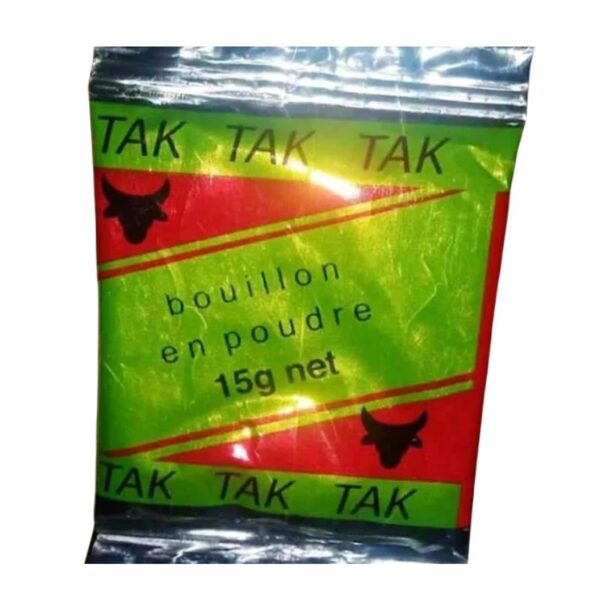 TAK TAK TAK
bouillon
en poudre
15g net
TAK TAK TAK